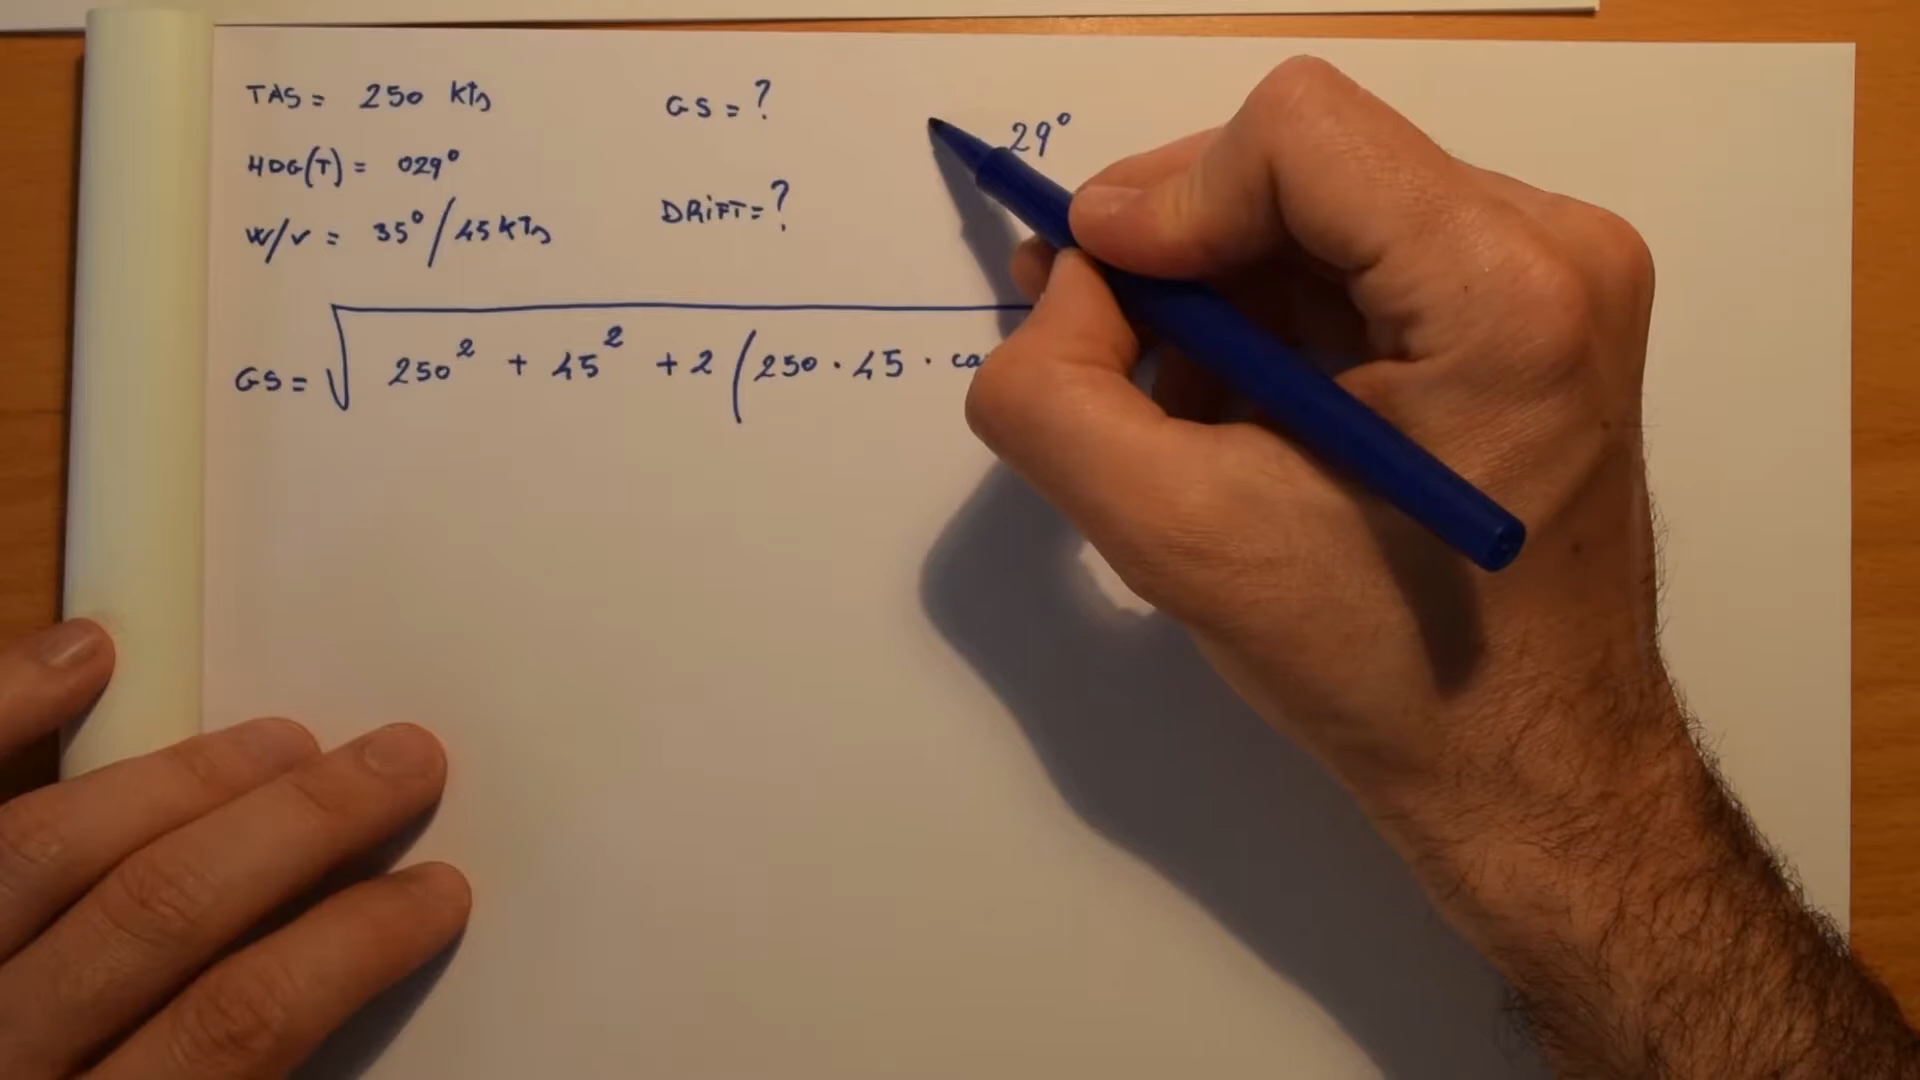 TAS = 250 kTs
GS = ?
29°
HDG(T) = 029°
W/V = 35°/45 kTs
DRIFT = ?
GS = √ 250² + 45² + 2 (250 · 45 ·